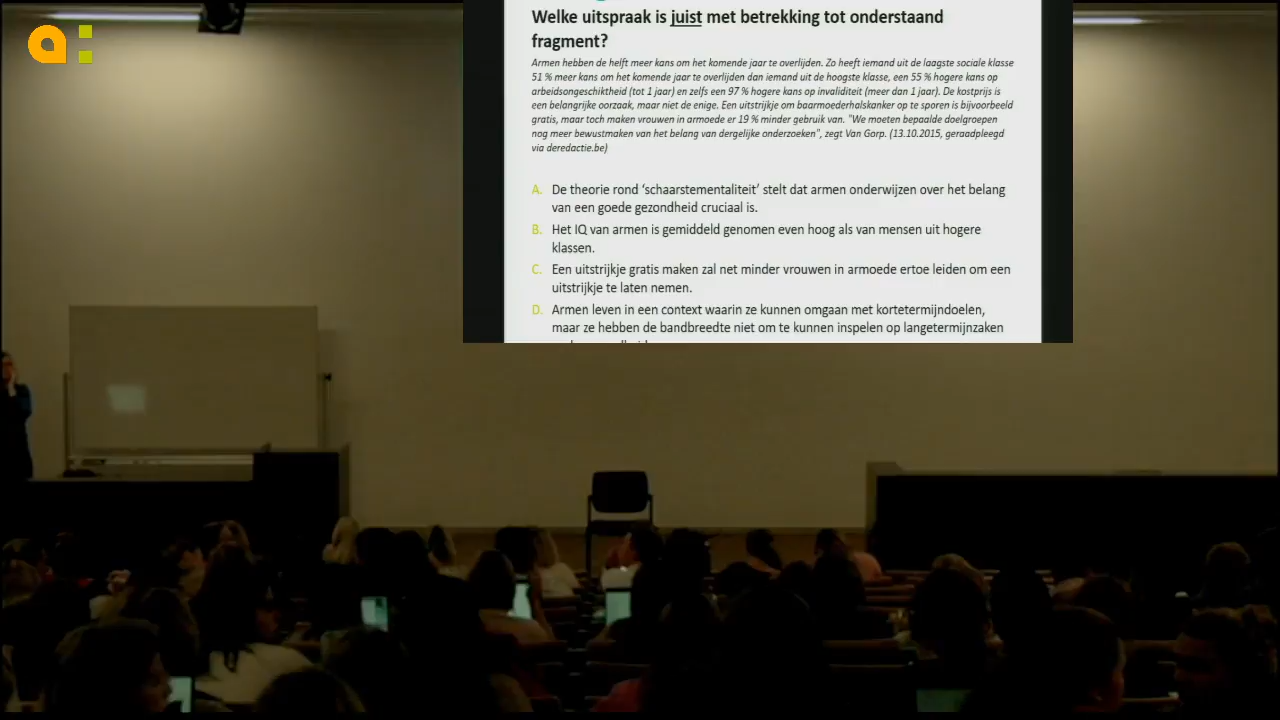 a:
Welke uitspraak is juist met betrekking tot onderstaand
fragment?
Armen hebben de helft meer kans om het komende jaar te overlijden. Zo heeft iemand uit de laagste sociale klasse
51 % meer kans om het komende jaar te overlijden dan iemand uit de hoogste klasse, een 55 % hogere kans op
arbeidsongeschiktheid (tot 1 jaar) en zelfs een 97 % hogere kans op invaliditeit (meer dan 1 jaar). De kostprijs is
een belangrijke oorzaak, maar niet de enige. Een uitstrijkje om baarmoederhalskanker op te sporen is bijvoorbeeld
gratis, maar toch maken vrouwen in armoede er 19 % minder gebruik van. "We moeten bepaalde doelgroepen
nog meer bewustmaken van het belang van dergelijke onderzoeken", zegt Van Gorp. (13.10.2015, geraadpleegd
via deredactie.be)
A. De theorie rond ‘schaarstementaliteit’ stelt dat armen onderwijzen over het belang
van een goede gezondheid cruciaal is.
B. Het IQ van armen is gemiddeld genomen even hoog als van mensen uit hogere
klassen.
C. Een uitstrijkje gratis maken zal net minder vrouwen in armoede ertoe leiden om een
uitstrijkje te laten nemen.
D. Armen leven in een context waarin ze kunnen omgaan met kortetermijndoelen,
maar ze hebben de bandbreedte niet om te kunnen inspelen op langetermijnzaken